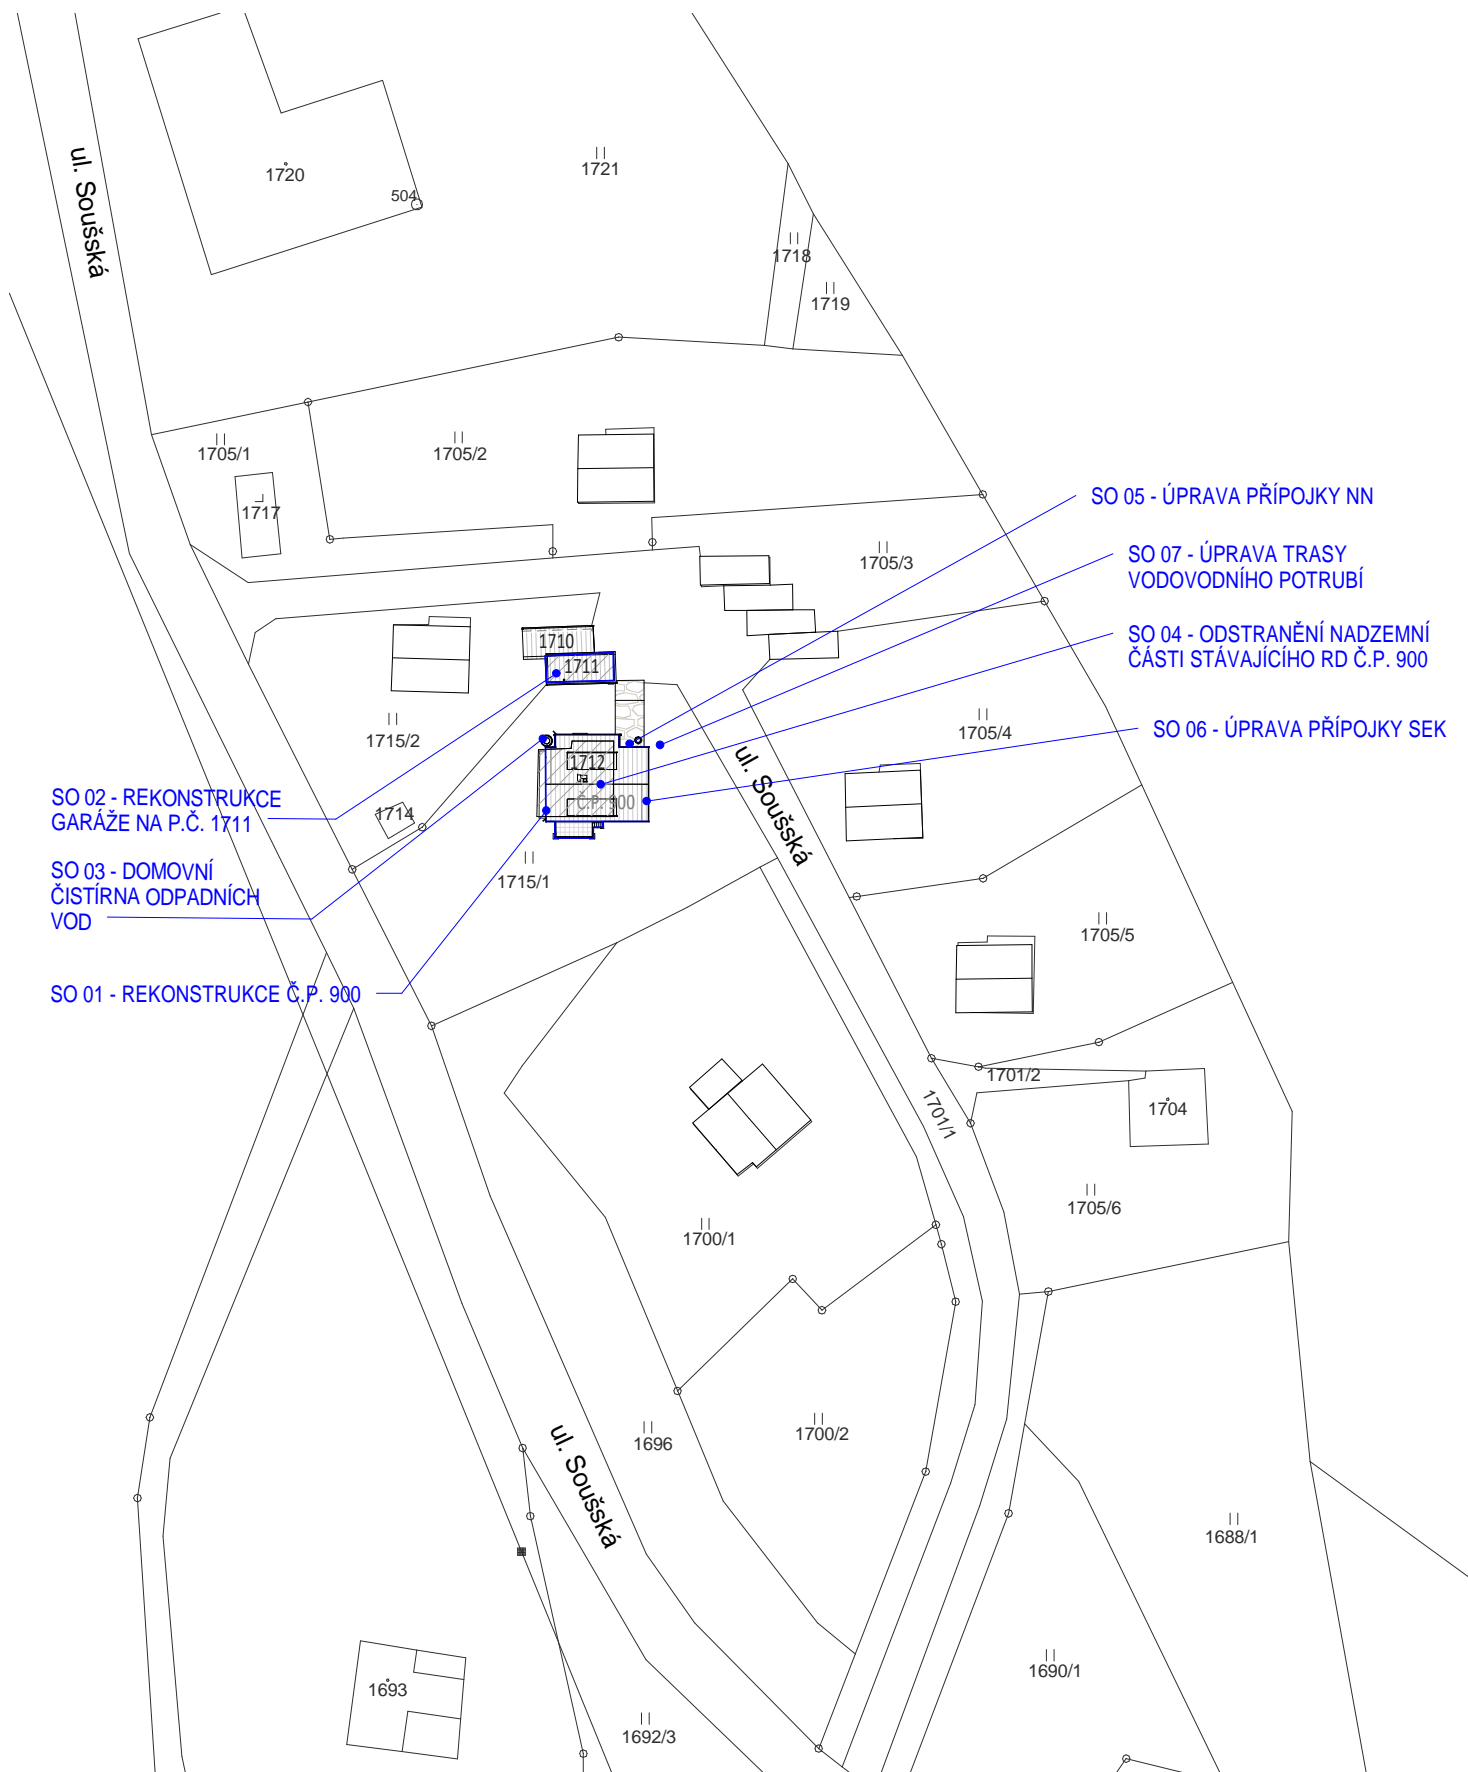 ul. Soušská
1720
504
1721
1718
1719
1705/1
1705/2
1717
SO 05 - ÚPRAVA PŘÍPOJKY NN
1705/3
SO 07 - ÚPRAVA TRASY
VODOVODNÍHO POTRUBÍ
SO 04 - ODSTRANĚNÍ NADZEMNÍ
ČÁSTI STÁVAJÍCÍHO RD Č.P. 900
1710
1711
SO 06 - ÚPRAVA PŘÍPOJKY SEK
1715/2
1705/4
1712
Č.P. 900
ul. Soušská
SO 02 - REKONSTRUKCE
GARÁŽE NA P.Č. 1711
1714
SO 03 - DOMOVNÍ
ČISTÍRNA ODPADNÍCH
VOD
1715/1
1705/5
SO 01 - REKONSTRUKCE Č.P. 900
1701/2
1701/1
1704
1705/6
1700/1
1700/2
1696
ul. Soušská
1688/1
1690/1
1693
1692/3